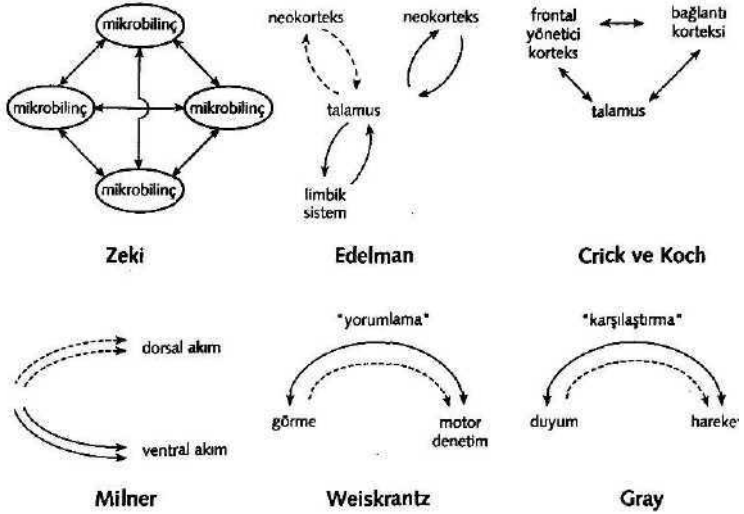 mikrobilinç
mikrobilinç
mikrobilinç
mikrobilinç
Zeki
neokorteks
neokorteks
talamus
limbik
sistem
Edelman
frontal
yönetici
korteks
bağlantı
korteksi
talamus
Crick ve Koch
dorsal akım
ventral akım
Milner
"yorumlama"
görme
motor
denetim
Weiskrantz
"karşılaştırma"
duyum
hareket
Gray